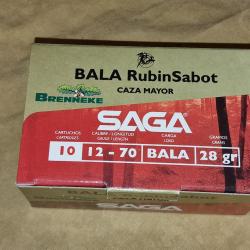 BALA RubinSabot
CAZA MAYOR
BRENNEKE
SAGA
CARTUCHOS CALIBRE / LONGITUD CARGA GRAMOS
CARTRIDGES GAUGE / LENGTH LOAD GRAMS
10 12-70 BALA 28 gr